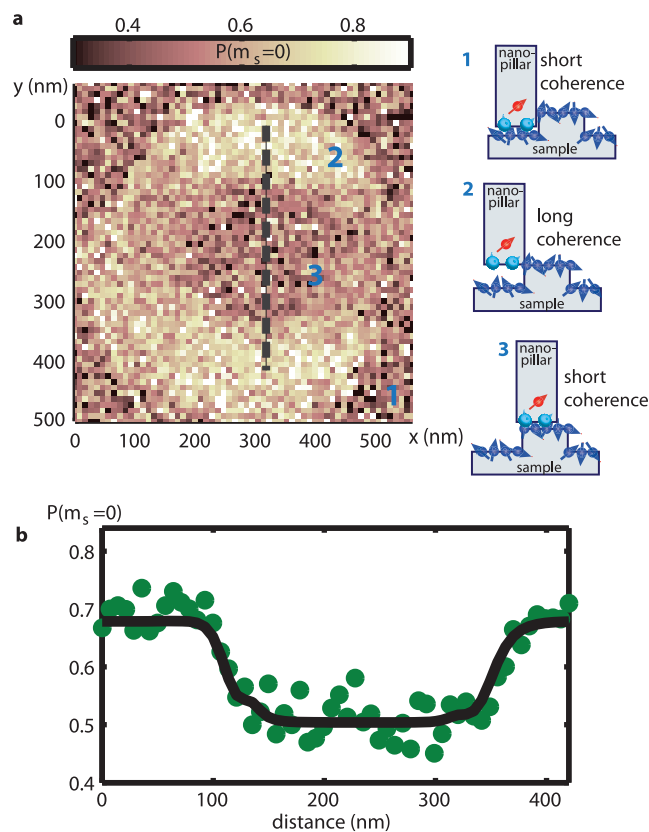 a
0.4 0.6 0.8
P(m_s=0)
y (nm)
0
100
200
300
400
500
0 100 200 300 400 500 x (nm)
2
3
1
1
nano-
pillar
short
coherence
sample
2
nano-
pillar
long
coherence
sample
3
nano-
pillar
short
coherence
sample
P(m_s=0)
b
0.8
0.7
0.6
0.5
0.4
0 100 200 300 400
distance (nm)